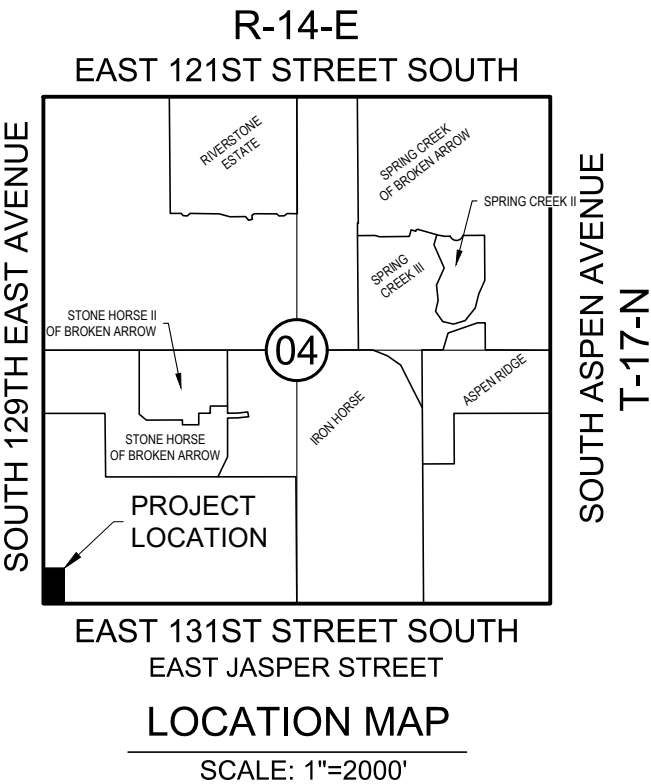 R-14-E
EAST 121ST STREET SOUTH
SOUTH 129TH EAST AVENUE
RIVERSTONE
ESTATE
SPRING CREEK
OF BROKEN ARROW
SPRING CREEK II
SPRING
CREEK III
SOUTH ASPEN AVENUE
T-17-N
STONE HORSE II
OF BROKEN ARROW
04
STONE HORSE
OF BROKEN ARROW
IRON HORSE
ASPEN RIDGE
PROJECT
LOCATION
EAST 131ST STREET SOUTH
EAST JASPER STREET
LOCATION MAP
SCALE: 1"=2000'